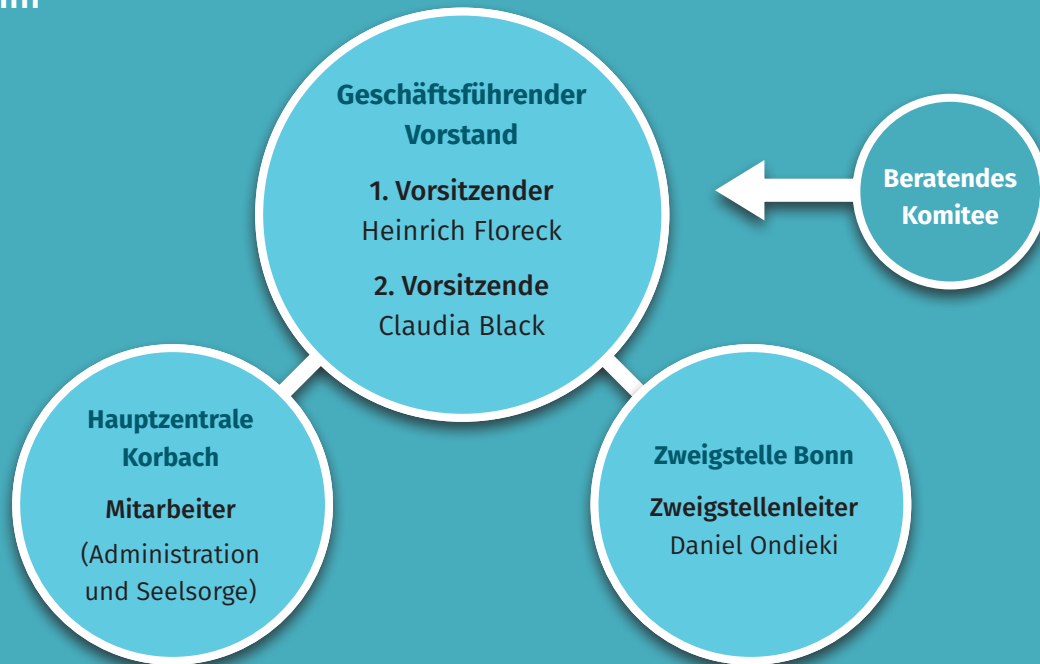 Geschäftsführender
Vorstand
1. Vorsitzender
Heinrich Floreck
2. Vorsitzende
Claudia Black
Beratendes
Komitee
Hauptzentrale
Korbach
Mitarbeiter
(Administration
und Seelsorge)
Zweigstelle Bonn
Zweigstellenleiter
Daniel Ondieki